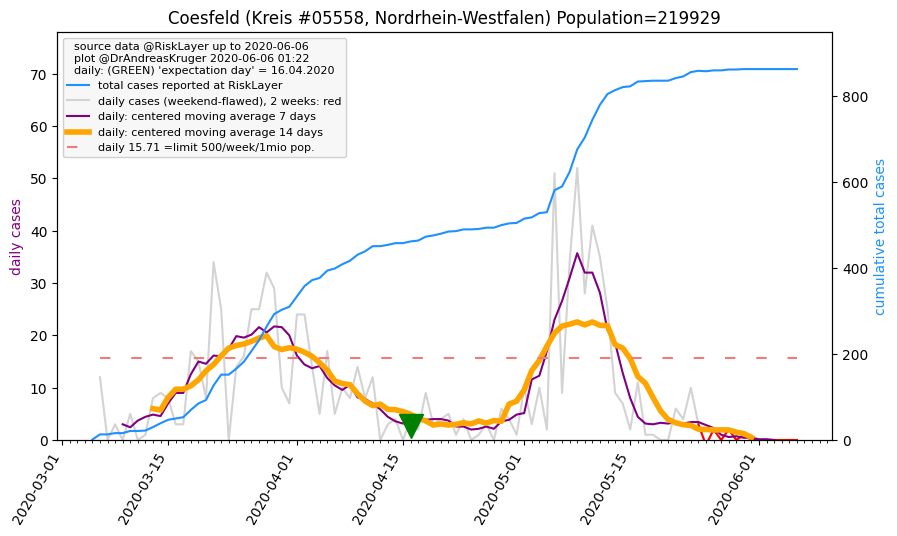 Coesfeld (Kreis #05558, Nordrhein-Westfalen) Population=219929
source data @RiskLayer up to 2020-06-06
plot @DrAndreasKruger 2020-06-06 01:22
daily: (GREEN) 'expectation day' = 16.04.2020
total cases reported at RiskLayer
daily cases (weekend-flawed), 2 weeks: red
daily: centered moving average 7 days
daily: centered moving average 14 days
daily 15.71 =limit 500/week/1mio pop.
daily cases
70
60
50
40
30
20
10
0
cumulative total cases
800
600
400
200
0
2020-03-01
2020-03-15
2020-04-01
2020-04-15
2020-05-01
2020-05-15
2020-06-01